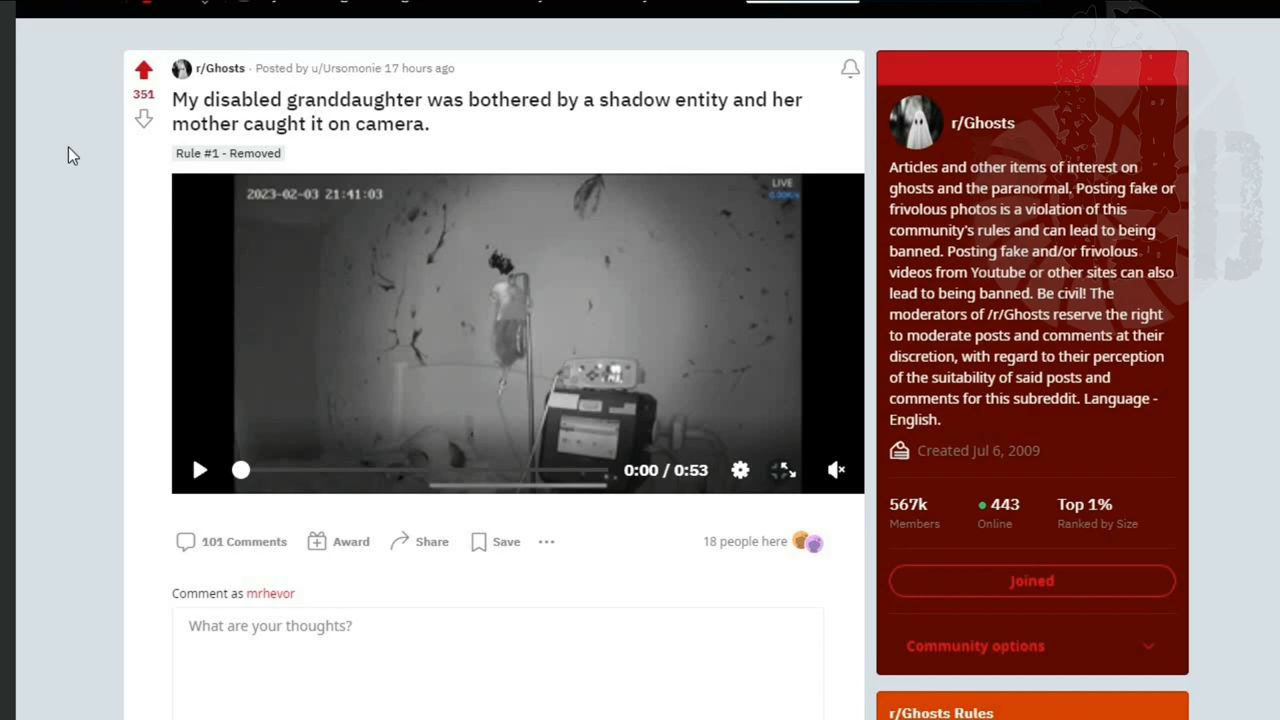 r/Ghosts · Posted by u/Ursomonie 17 hours ago
351
My disabled granddaughter was bothered by a shadow entity and her
mother caught it on camera.
Rule #1 - Removed
2023-02-03 21:41:03
LIVE
0:00 / 0:53
101 Comments
Award
Share
Save
18 people here
Comment as mrhevor
What are your thoughts?
r/Ghosts
Articles and other items of interest on
ghosts and the paranormal. Posting fake or
frivolous photos is a violation of this
community's rules and can lead to being
banned. Posting fake and/or frivolous
videos from Youtube or other sites can also
lead to being banned. Be civil! The
moderators of /r/Ghosts reserve the right
to moderate posts and comments at their
discretion, with regard to their perception
of the suitability of said posts and
comments for this subreddit. Language -
English.
Created Jul 6, 2009
567k
443
Top 1%
Members
Online
Ranked by Size
Joined
Community options
r/Ghosts Rules